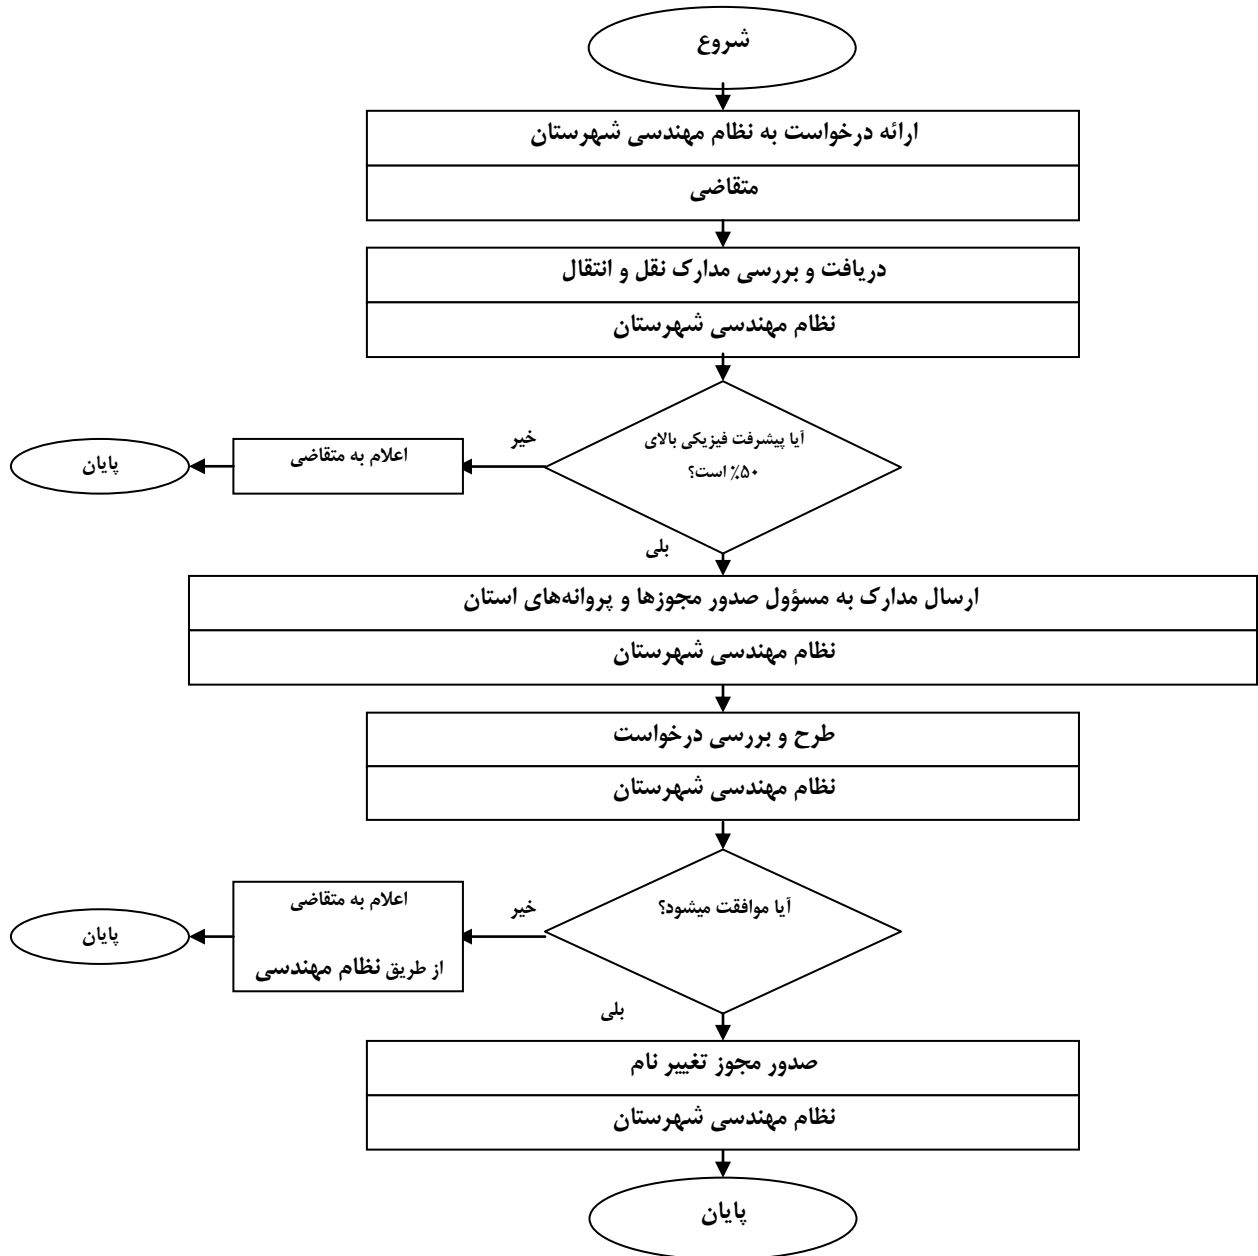 شروع
ارائه درخواست به نظام مهندسی شهرستان
متقاضی
دریافت و بررسی مدارک نقل و انتقال
نظام مهندسی شهرستان
آیا پیشرفت فیزیکی بالای
۵۰٪ است؟
خیر
اعلام به متقاضی
پایان
بلی
ارسال مدارک به مسؤول صدور مجوزها و پروانه‌های استان
نظام مهندسی شهرستان
طرح و بررسی درخواست
نظام مهندسی شهرستان
آیا موافقت میشود؟
خیر
اعلام به متقاضی
از طریق نظام مهندسی
پایان
بلی
صدور مجوز تغییر نام
نظام مهندسی شهرستان
پایان